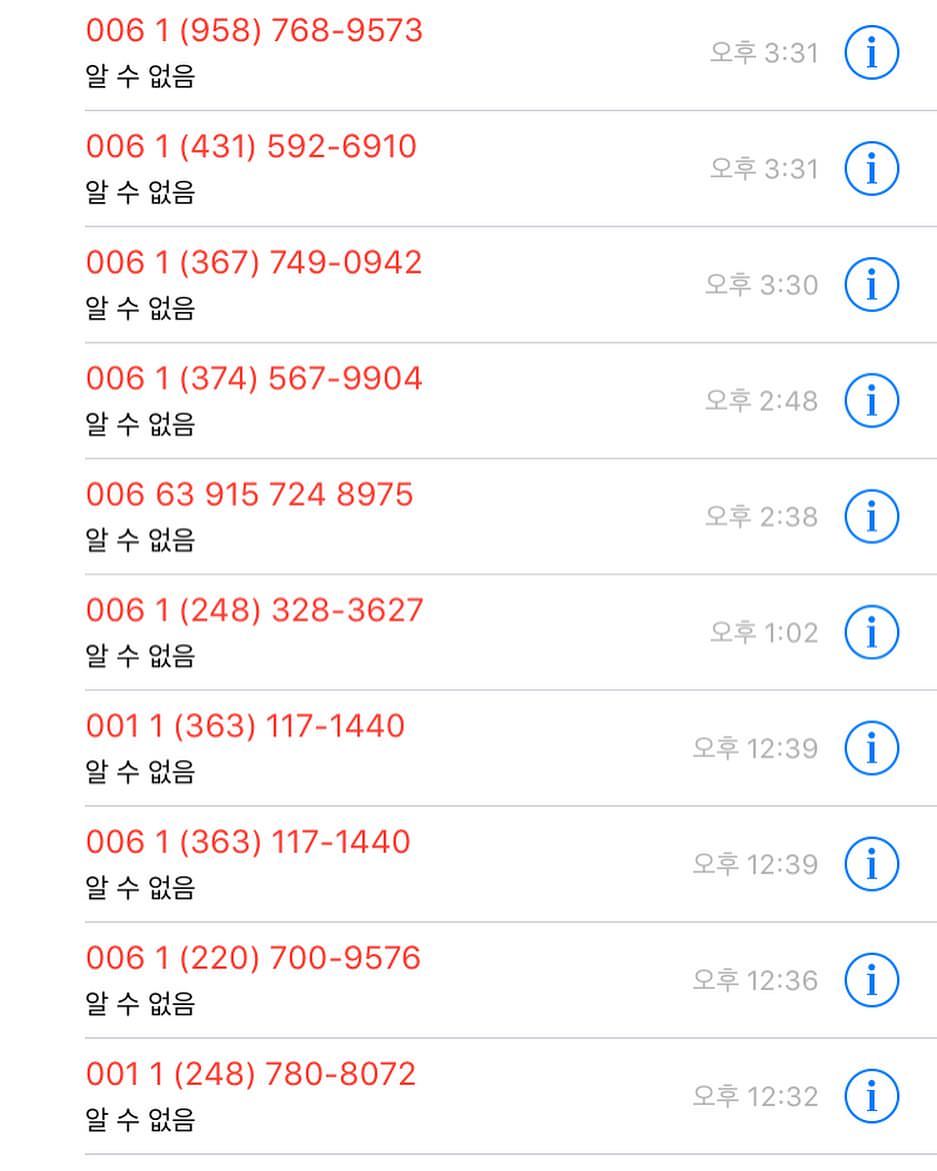 006 1 (958) 768-9573
오후 3:31
알 수 없음
006 1 (431) 592-6910
오후 3:31
알 수 없음
006 1 (367) 749-0942
오후 3:30
알 수 없음
006 1 (374) 567-9904
오후 2:48
알 수 없음
006 63 915 724 8975
오후 2:38
알 수 없음
006 1 (248) 328-3627
오후 1:02
알 수 없음
001 1 (363) 117-1440
오후 12:39
알 수 없음
006 1 (363) 117-1440
오후 12:39
알 수 없음
006 1 (220) 700-9576
오후 12:36
알 수 없음
001 1 (248) 780-8072
오후 12:32
알 수 없음